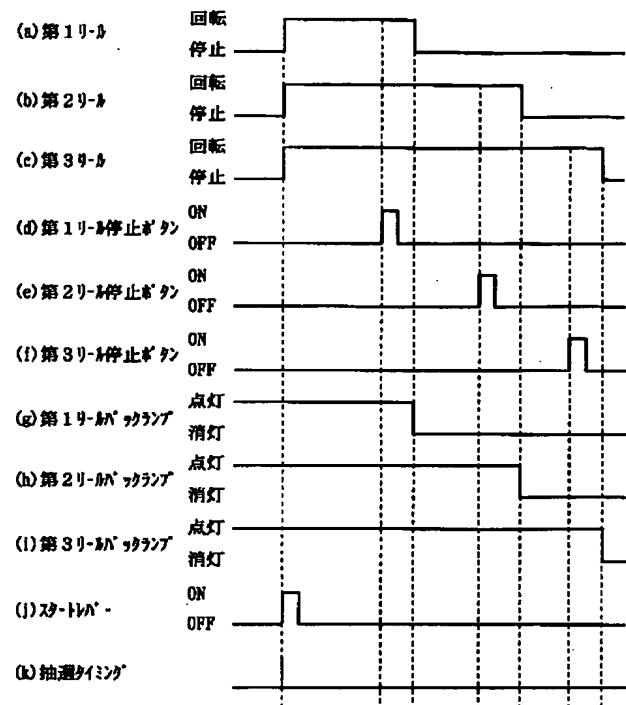 (a)第1リール 回転
停止
(b)第2リール 回転
停止
(c)第3リール 回転
停止
(d)第1リール停止ボタン ON
OFF
(e)第2リール停止ボタン ON
OFF
(f)第3リール停止ボタン ON
OFF
(g)第1リールバックランプ 点灯
消灯
(h)第2リールバックランプ 点灯
消灯
(i)第3リールバックランプ 点灯
消灯
(j)スタートレバー ON
OFF
(k)抽選タイミング